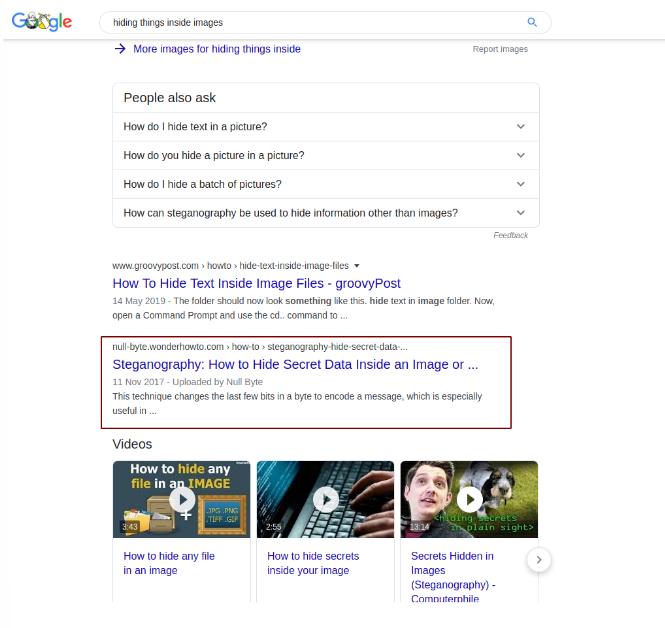 Google
hiding things inside images
More images for hiding things inside
Report images
People also ask
How do I hide text in a picture?
How do you hide a picture in a picture?
How do I hide a batch of pictures?
How can steganography be used to hide information other than images?
Feedback
www.groovypost.com › howto › hide-text-inside-image-files
How To Hide Text Inside Image Files - groovyPost
14 May 2019 - The folder should now look something like this. hide text in image folder. Now,
open a Command Prompt and use the cd.. command to ...
null-byte.wonderhowto.com › how-to › steganography-hide-secret-data-...
Steganography: How to Hide Secret Data Inside an Image or ...
11 Nov 2017 - Uploaded by Null Byte
This technique changes the last few bits in a byte to encode a message, which is especially
useful in ...
Videos
How to hide any
file in an IMAGE
.JPG .PNG
.TIFF .GIF
3:43
2:55
<hiding secrets
in plain sight>
13:14
How to hide any file
in an image
How to hide secrets
inside your image
Secrets Hidden in
Images
(Steganography) -
Computerphile